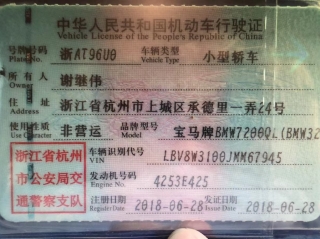 中华人民共和国机动车行驶证
Vehicle License of the People's Republic of China
号牌号码 浙AT96U0 车辆类型 小型轿车
Plate No. Vehicle Type
所有人 谢继伟
Owner
住址 浙江省杭州市上城区承德里一弄24号
Address
使用性质 非营运 品牌型号 宝马牌BMW7200QL(BMW32
Use Character Model
浙江省杭州 车辆识别代号 LBV8W3100JMM67945
VIN
市公安局交 发动机号码 4253E425
Engine No.
通警察支队 注册日期 2018-06-28 发证日期 2018-06-28
Register Date Issue Date